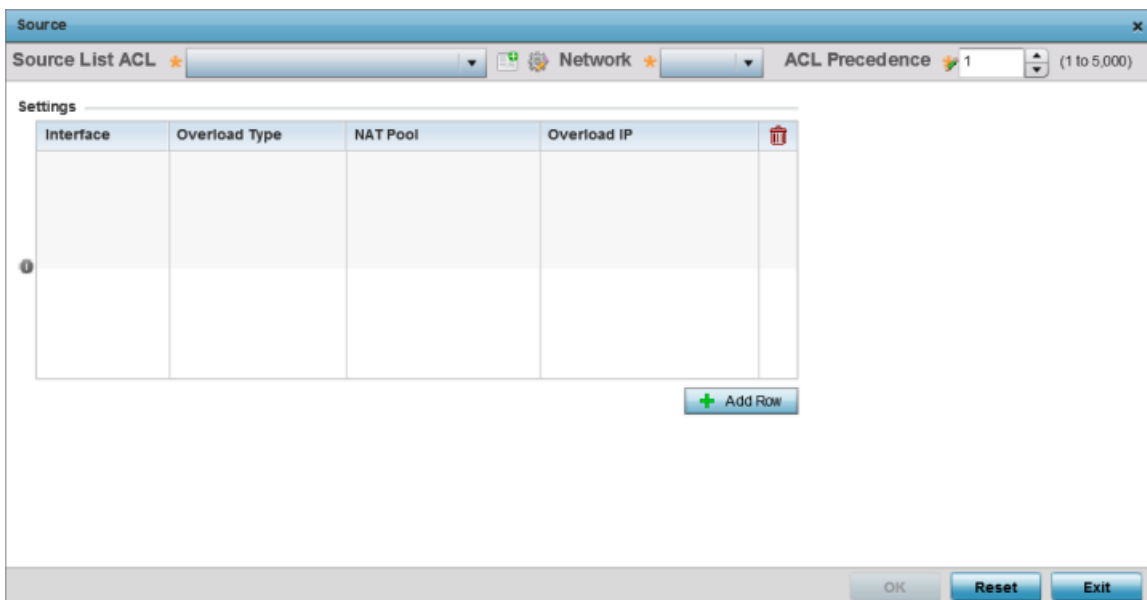 Source
Source List ACL Network ACL Precedence 1 (1 to 5,000)
Settings
Interface Overload Type NAT Pool Overload IP
Add Row
OK Reset Exit